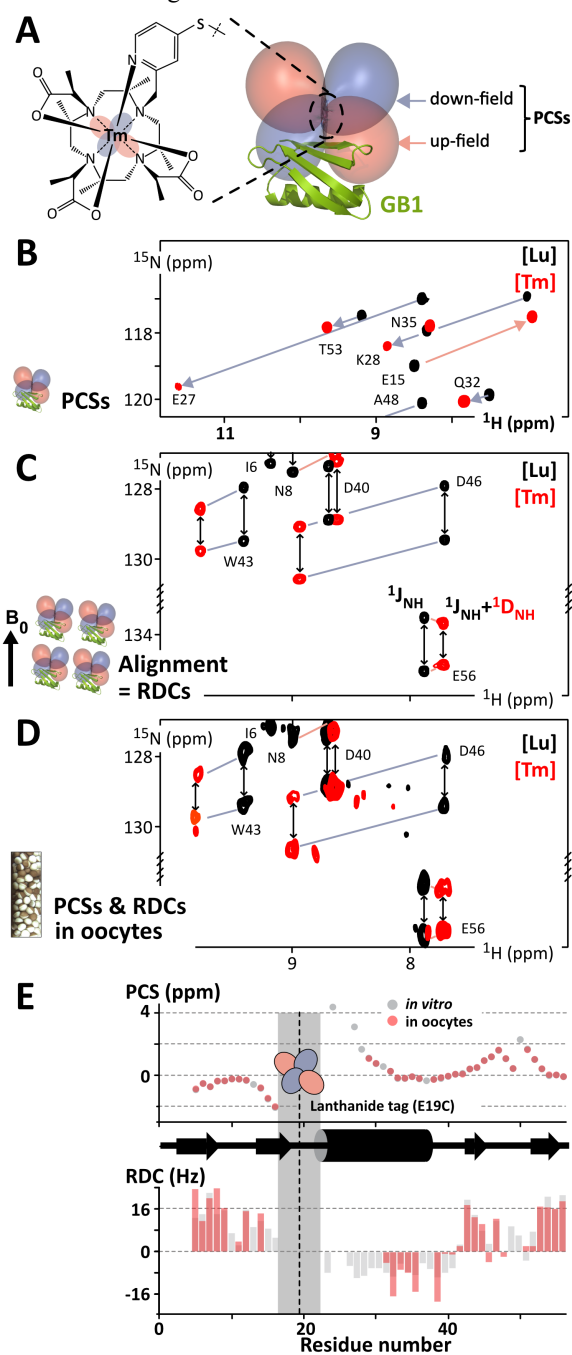 A
S
N
O
O
N
N
Tm
O
O
N
N
O
O
down-field
up-field
PCSs
GB1
B
15N (ppm)
[Lu]
[Tm]
118
120
T53
N35
K28
E15
Q32
E27
A48
PCSs
11
9
1H (ppm)
C
15N (ppm)
[Lu]
[Tm]
128
130
134
I6
N8
D40
D46
W43
1JNH
1JNH+1DNH
E56
B0
Alignment
= RDCs
1H (ppm)
D
15N (ppm)
[Lu]
[Tm]
128
130
I6
N8
D40
D46
W43
E56
PCSs & RDCs
in oocytes
1H (ppm)
9
8
E
PCS (ppm)
in vitro
in oocytes
4
0
Lanthanide tag (E19C)
RDC (Hz)
16
0
-16
0
20
40
Residue number